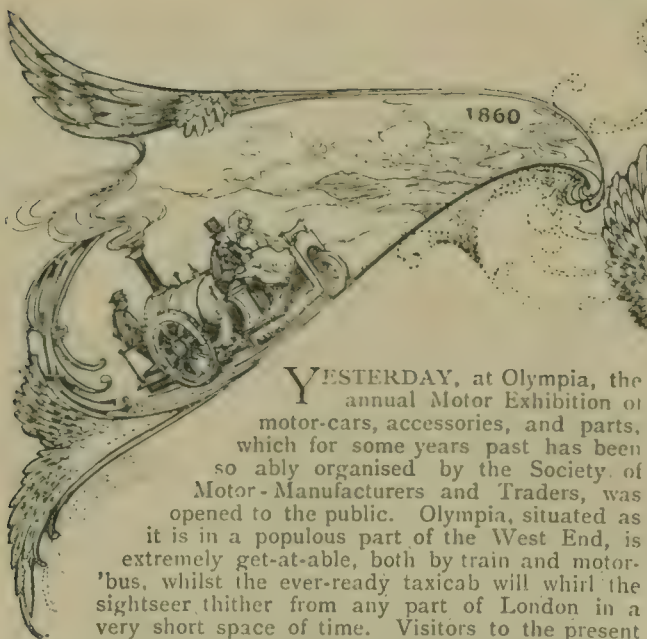 1860
YESTERDAY, at Olympia, the
annual Motor Exhibition of
motor-cars, accessories, and parts,
which for some years past has been
so ably organised by the Society of
Motor-Manufacturers and Traders, was
opened to the public. Olympia, situated as
it is in a populous part of the West End, is
extremely get-at-able, both by train and motor-
'bus, whilst the ever-ready taxicab will whirl the
sightseer thither from any part of London in a
very short space of time. Visitors to the present